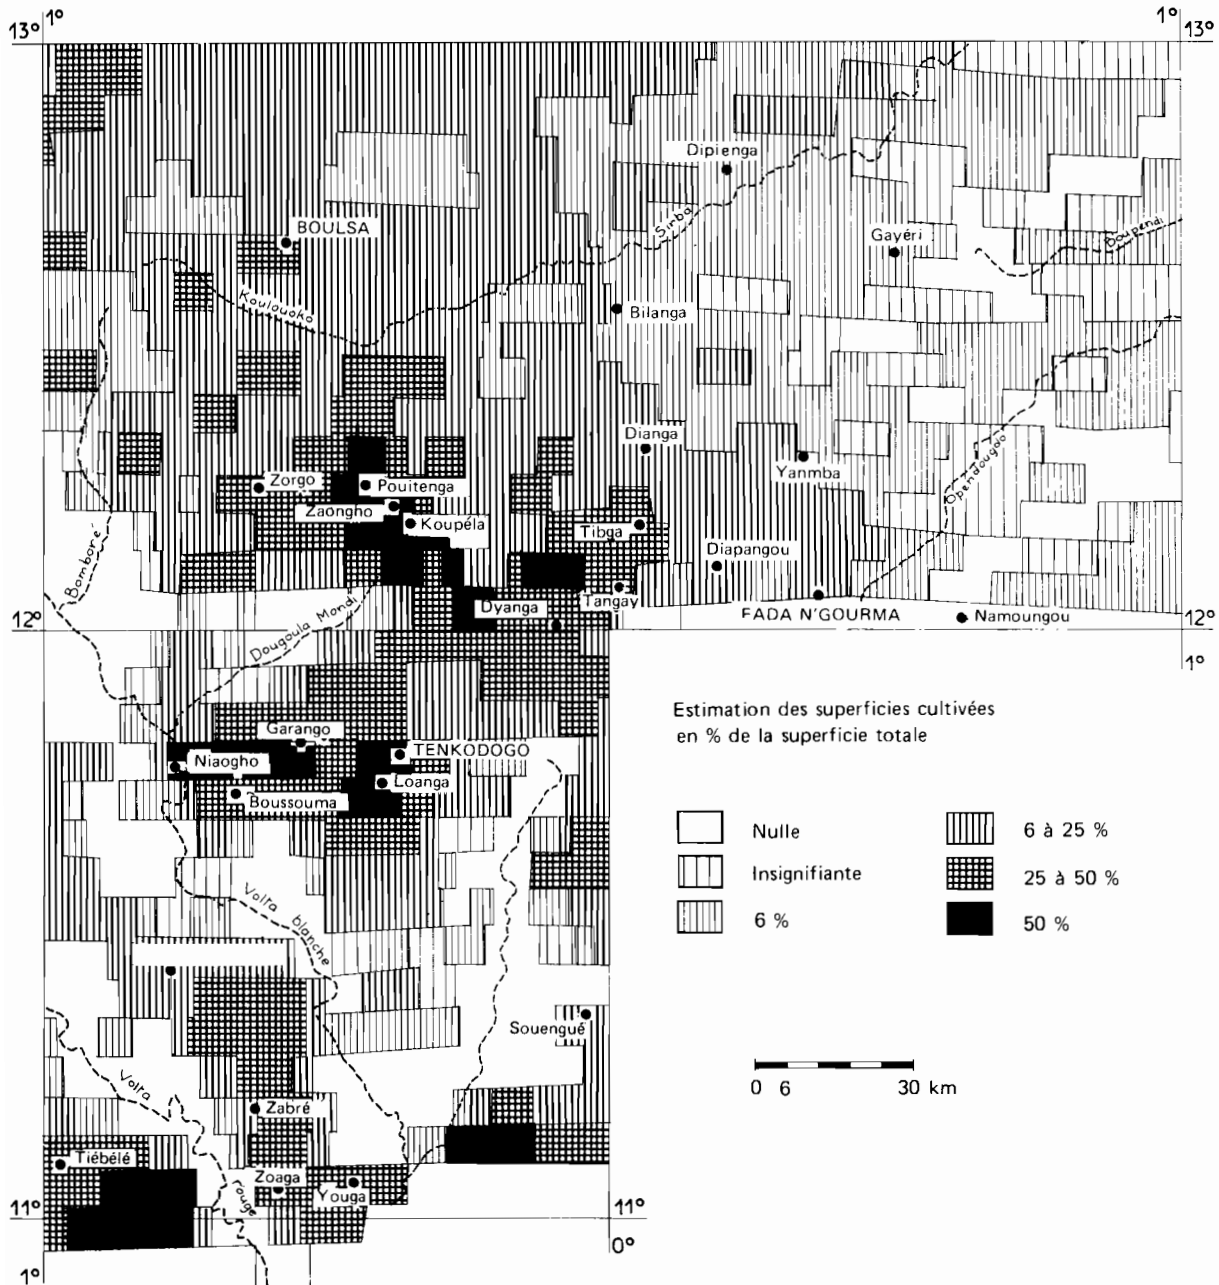 1°
1°
13°
13°
Dipienga
Sirba
BOULSA
Gayéri
Boupendi
Koulouoko
Bilanga
Dianga
Yanmba
Opendougdo
Zorgo
Pouitenga
Zaongho
Koupéla
Tibga
Bomboré
Diapangou
Dyanga
Tangay
Dougoula Mondi
FADA N'GOURMA
Namoungou
12°
12°
1°
Estimation des superficies cultivées
en % de la superficie totale
Garango
TENKODOGO
Niaogho
Loanga
Boussouma
Nulle
6 à 25 %
Insignifiante
25 à 50 %
6 %
50 %
Volta blanche
Souengué
0 6 30 km
Volta
rouge
Zabré
Tiébélé
Zoaga
Youga
11°
11°
0°
1°